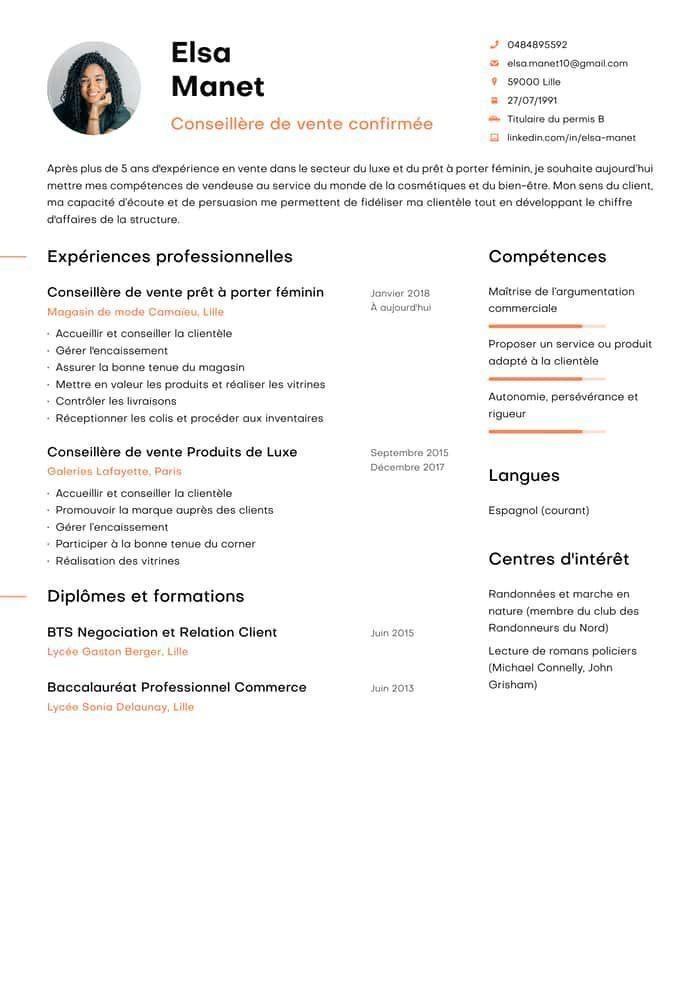 Elsa
Manet
Conseillère de vente confirmée
0484895592
elsa.manet10@gmail.com
59000 Lille
27/07/1991
Titulaire du permis B
linkedin.com/in/elsa-manet
Après plus de 5 ans d'expérience en vente dans le secteur du luxe et du prêt à porter féminin, je souhaite aujourd'hui
mettre mes compétences de vendeuse au service du monde de la cosmétiques et du bien-être. Mon sens du client,
ma capacité d'écoute et de persuasion me permettent de fidéliser ma clientèle tout en développant le chiffre
d'affaires de la structure.
Expériences professionnelles
Conseillère de vente prêt à porter féminin
Janvier 2018
À aujourd'hui
Magasin de mode Camaïeu, Lille
· Accueillir et conseiller la clientèle
· Gérer l'encaissement
· Assurer la bonne tenue du magasin
· Mettre en valeur les produits et réaliser les vitrines
· Contrôler les livraisons
· Réceptionner les colis et procéder aux inventaires
Conseillère de vente Produits de Luxe
Septembre 2015
Décembre 2017
Galeries Lafayette, Paris
· Accueillir et conseiller la clientèle
· Promouvoir la marque auprès des clients
· Gérer l'encaissement
· Participer à la bonne tenue du corner
· Réalisation des vitrines
Diplômes et formations
BTS Negociation et Relation Client
Juin 2015
Lycée Gaston Berger, Lille
Baccalauréat Professionnel Commerce
Juin 2013
Lycée Sonia Delaunay, Lille
Compétences
Maîtrise de l'argumentation
commerciale
Proposer un service ou produit
adapté à la clientèle
Autonomie, persévérance et
rigueur
Langues
Espagnol (courant)
Centres d'intérêt
Randonnées et marche en
nature (membre du club des
Randonneurs du Nord)
Lecture de romans policiers
(Michael Connelly, John
Grisham)